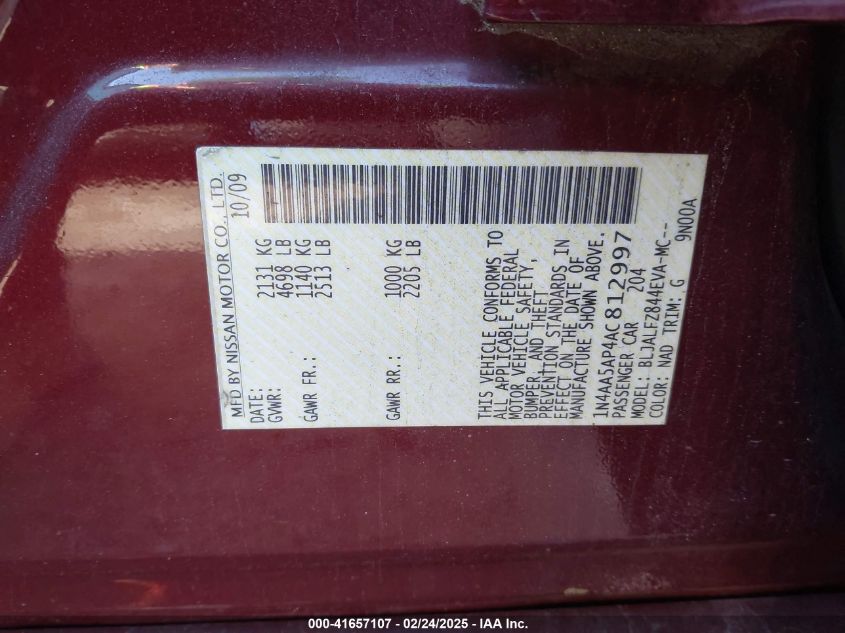 MFD BY NISSAN MOTOR CO., LTD.
DATE: 10/09
GVWR: 2131 KG
4698 LB
GAWR FR.: 1140 KG
2513 LB
GAWR RR.: 1000 KG
2205 LB
THIS VEHICLE CONFORMS TO
ALL APPLICABLE FEDERAL
MOTOR VEHICLE SAFETY,
BUMPER, AND THEFT
PREVENTION STANDARDS IN
EFFECT ON THE DATE OF
MANUFACTURE SHOWN ABOVE.
1N4AA5AP4AC812997
PASSENGER CAR 204
MODEL: BLJALFZ844EVA-MC--
COLOR: NAD TRIM: G 9N00A
000-41657107 - 02/24/2025 - IAA Inc.